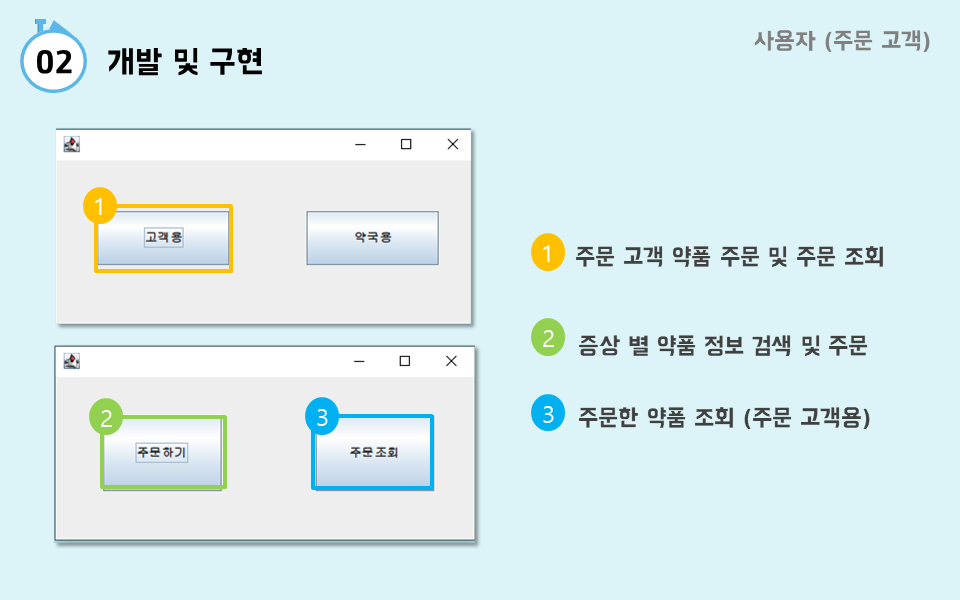 02 개발 및 구현
사용자 (주문 고객)
1
고객용
약국용
2
주문하기
3
주문조회
1 주문 고객 약품 주문 및 주문 조회
2 증상 별 약품 정보 검색 및 주문
3 주문한 약품 조회 (주문 고객용)